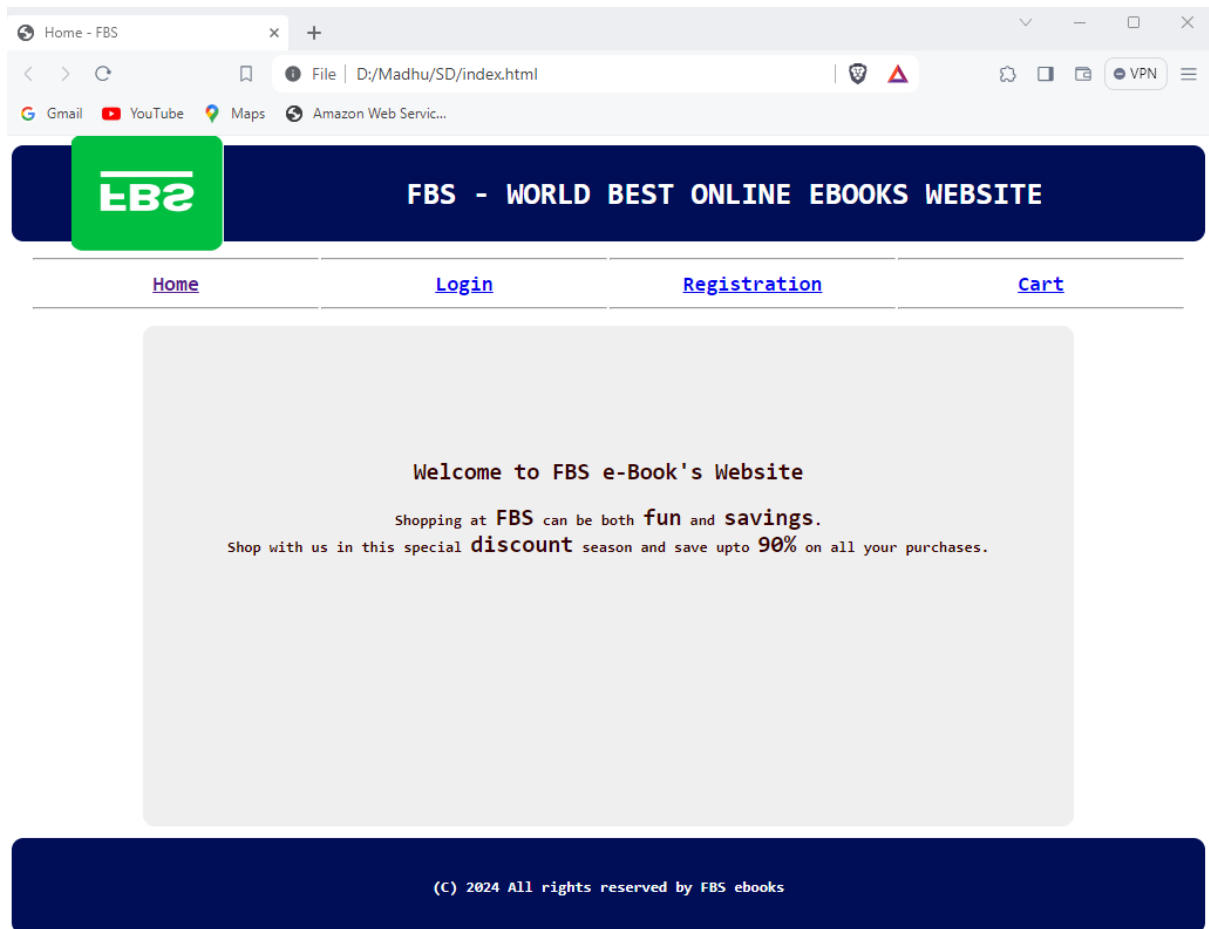 Home - FBS
File D:/Madhu/SD/index.html
VPN
Gmail YouTube Maps Amazon Web Servic...
FBS
FBS - WORLD BEST ONLINE EBOOKS WEBSITE
Home Login Registration Cart
Welcome to FBS e-Book's Website
Shopping at FBS can be both fun and savings.
Shop with us in this special discount season and save upto 90% on all your purchases.
(C) 2024 All rights reserved by FBS ebooks